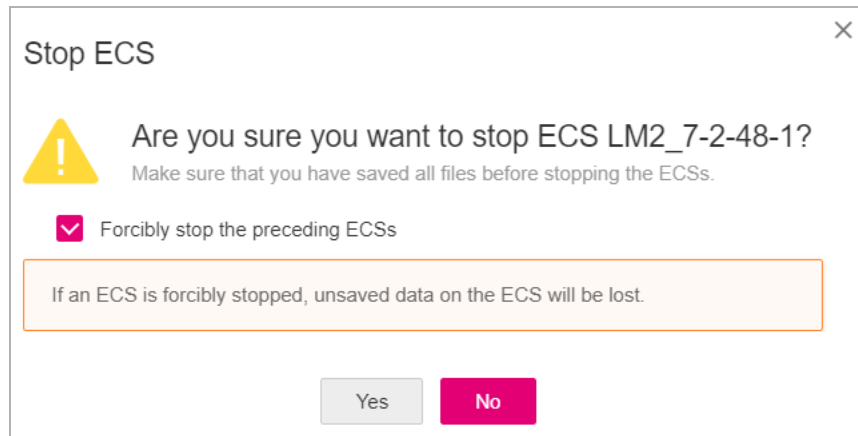 Stop ECS
Are you sure you want to stop ECS LM2_7-2-48-1?
Make sure that you have saved all files before stopping the ECSs.
Forcibly stop the preceding ECSs
If an ECS is forcibly stopped, unsaved data on the ECS will be lost.
Yes No